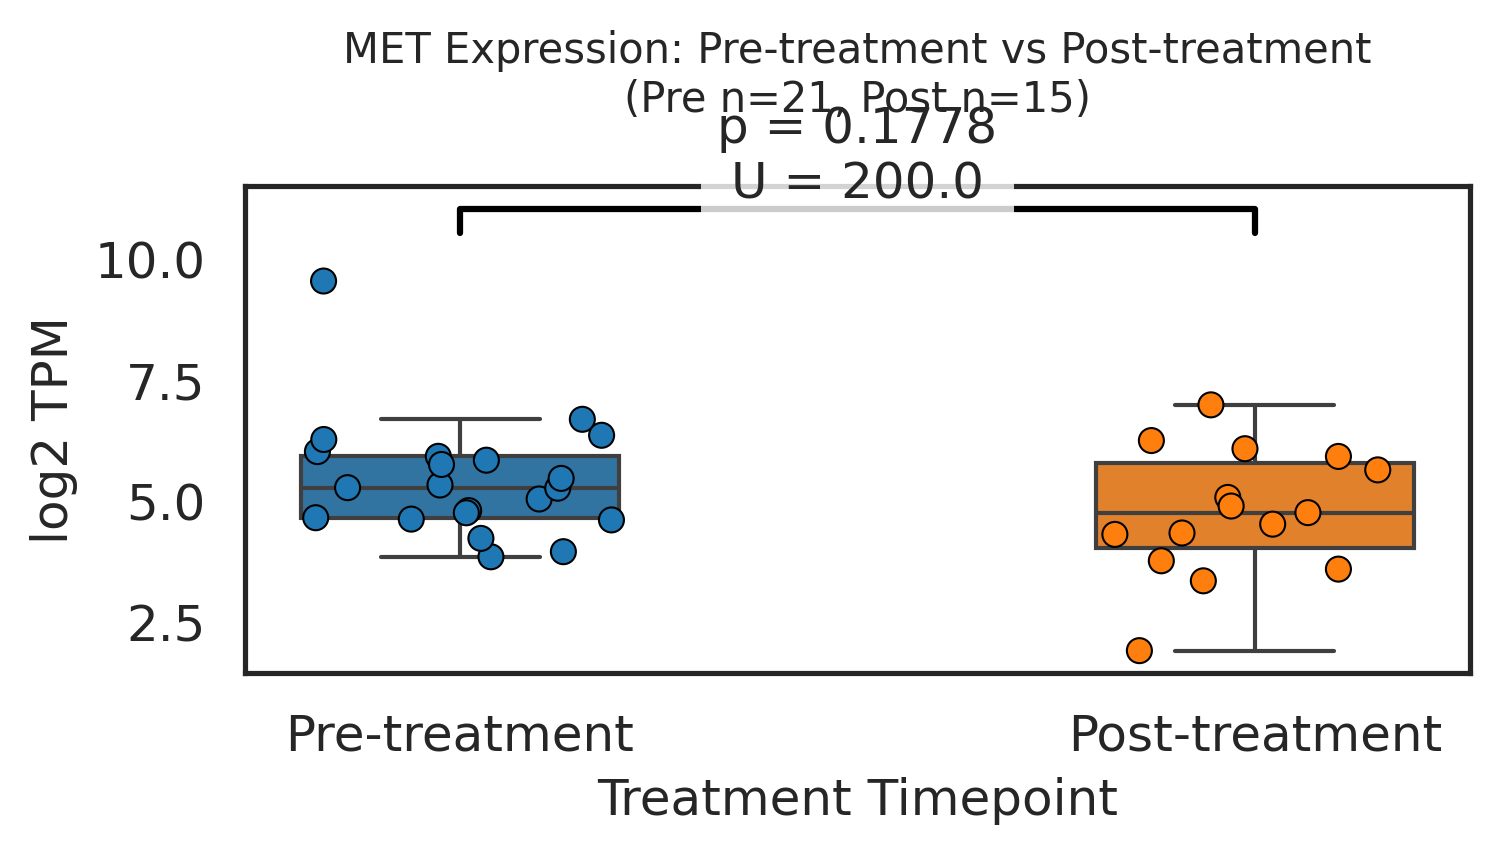 MET Expression: Pre-treatment vs Post-treatment
(Pre n=21, Post n=15)
p = 0.1778
U = 200.0
10.0
7.5
5.0
2.5
log2 TPM
Pre-treatment
Post-treatment
Treatment Timepoint